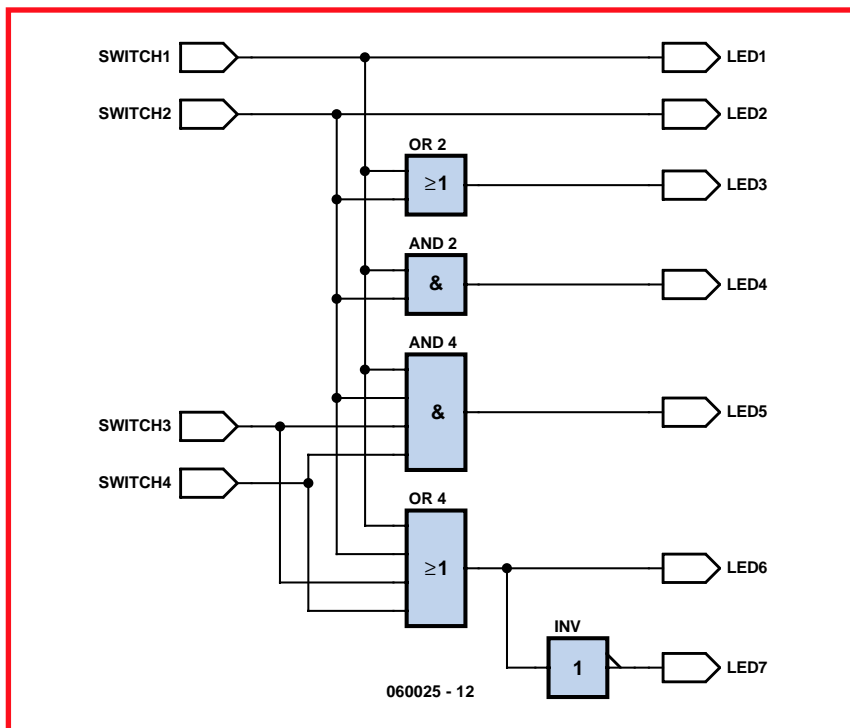 SWITCH1
LED1
SWITCH2
LED2
OR 2
≥1
LED3
AND 2
&
LED4
AND 4
&
LED5
SWITCH3
SWITCH4
OR 4
≥1
LED6
INV
1
LED7
060025 - 12